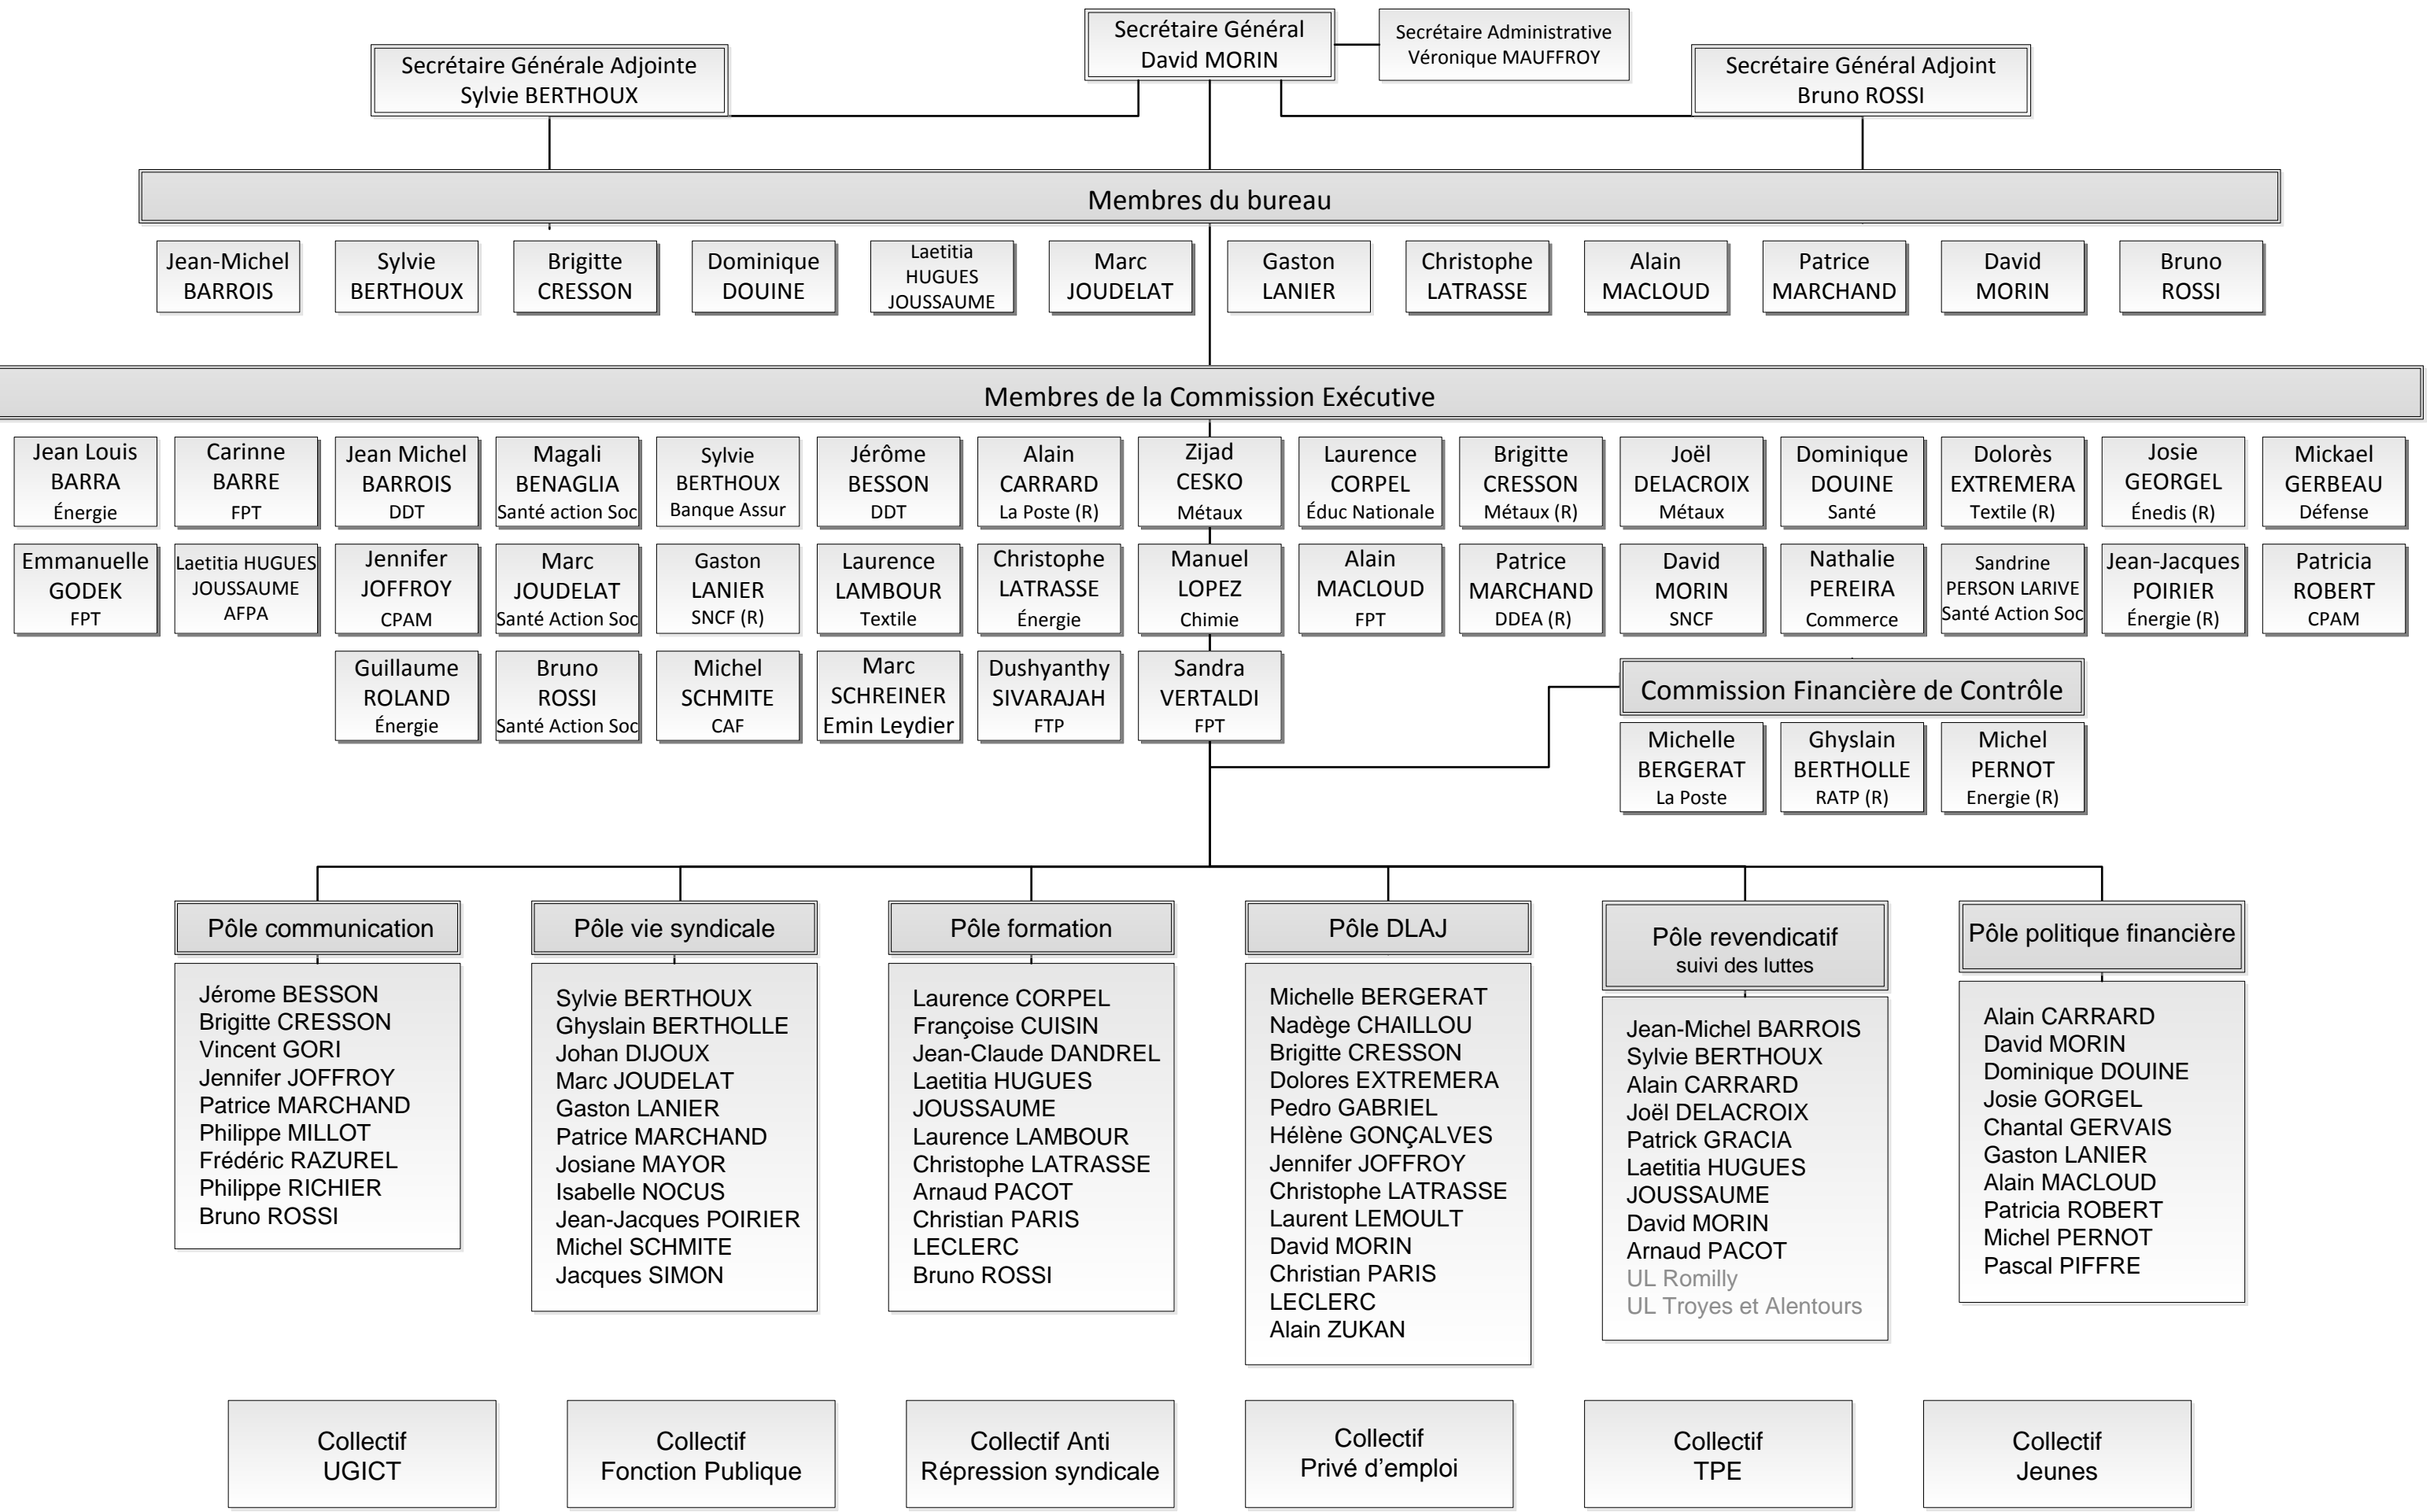 Secrétaire Général
David MORIN
Secrétaire Administrative
Véronique MAUFFROY
Secrétaire Générale Adjointe
Sylvie BERTHOUX
Secrétaire Général Adjoint
Bruno ROSSI
Membres du bureau
Jean-Michel
BARROIS
Sylvie
BERTHOUX
Brigitte
CRESSON
Dominique
DOUINE
Laetitia
HUGUES
JOUSSAUME
Marc
JOUDELAT
Gaston
LANIER
Christophe
LATRASSE
Alain
MACLOUD
Patrice
MARCHAND
David
MORIN
Bruno
ROSSI
Membres de la Commission Exécutive
Jean Louis
BARRA
Énergie
Carinne
BARRE
FPT
Jean Michel
BARROIS
DDT
Magali
BENAGLIA
Santé action Soc
Sylvie
BERTHOUX
Banque Assur
Jérôme
BESSON
DDT
Alain
CARRARD
La Poste (R)
Zijad
CESKO
Métaux
Laurence
CORPEL
Éduc Nationale
Brigitte
CRESSON
Métaux (R)
Joël
DELACROIX
Métaux
Dominique
DOUINE
Santé
Dolorès
EXTREMERA
Textile (R)
Josie
GEORGEL
Énedis (R)
Mickael
GERBEAU
Défense
Emmanuelle
GODEK
FPT
Laetitia HUGUES
JOUSSAUME
AFPA
Jennifer
JOFFROY
CPAM
Marc
JOUDELAT
Santé Action Soc
Gaston
LANIER
SNCF (R)
Laurence
LAMBOUR
Textile
Christophe
LATRASSE
Énergie
Manuel
LOPEZ
Chimie
Alain
MACLOUD
FPT
Patrice
MARCHAND
DDEA (R)
David
MORIN
SNCF
Nathalie
PEREIRA
Commerce
Sandrine
PERSON LARIVE
Santé Action Soc
Jean-Jacques
POIRIER
Énergie (R)
Patricia
ROBERT
CPAM
Guillaume
ROLAND
Énergie
Bruno
ROSSI
Santé Action Soc
Michel
SCHMITE
CAF
Marc
SCHREINER
Emin Leydier
Dushyanthy
SIVARAJAH
FTP
Sandra
VERTALDI
FPT
Commission Financière de Contrôle
Michelle
BERGERAT
La Poste
Ghyslain
BERTHOLLE
RATP (R)
Michel
PERNOT
Energie (R)
Pôle communication
Jérome BESSON
Brigitte CRESSON
Vincent GORI
Jennifer JOFFROY
Patrice MARCHAND
Philippe MILLOT
Frédéric RAZUREL
Philippe RICHIER
Bruno ROSSI
Pôle vie syndicale
Sylvie BERTHOUX
Ghyslain BERTHOLLE
Johan DIJOUX
Marc JOUDELAT
Gaston LANIER
Patrice MARCHAND
Josiane MAYOR
Isabelle NOCUS
Jean-Jacques POIRIER
Michel SCHMITE
Jacques SIMON
Pôle formation
Laurence CORPEL
Françoise CUISIN
Jean-Claude DANDREL
Laetitia HUGUES
JOUSSAUME
Laurence LAMBOUR
Christophe LATRASSE
Arnaud PACOT
Christian PARIS
LECLERC
Bruno ROSSI
Pôle DLAJ
Michelle BERGERAT
Nadège CHAILLOU
Brigitte CRESSON
Dolores EXTREMERA
Pedro GABRIEL
Hélène GONÇALVES
Jennifer JOFFROY
Christophe LATRASSE
Laurent LEMOULT
David MORIN
Christian PARIS
LECLERC
Alain ZUKAN
Pôle revendicatif
suivi des luttes
Jean-Michel BARROIS
Sylvie BERTHOUX
Alain CARRARD
Joël DELACROIX
Patrick GRACIA
Laetitia HUGUES
JOUSSAUME
David MORIN
Arnaud PACOT
UL Romilly
UL Troyes et Alentours
Pôle politique financière
Alain CARRARD
David MORIN
Dominique DOUINE
Josie GORGEL
Chantal GERVAIS
Gaston LANIER
Alain MACLOUD
Patricia ROBERT
Michel PERNOT
Pascal PIFFRE
Collectif
UGICT
Collectif
Fonction Publique
Collectif Anti
Répression syndicale
Collectif
Privé d'emploi
Collectif
TPE
Collectif
Jeunes